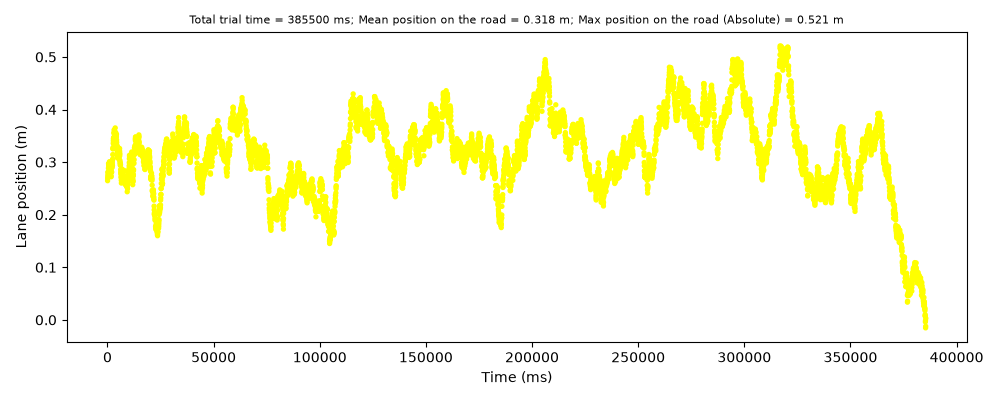 Total trial time = 385500 ms; Mean position on the road = 0.318 m; Max position on the road (Absolute) = 0.521 m
Lane position (m)
0.5
0.4
0.3
0.2
0.1
0.0
0 50000 100000 150000 200000 250000 300000 350000 400000
Time (ms)